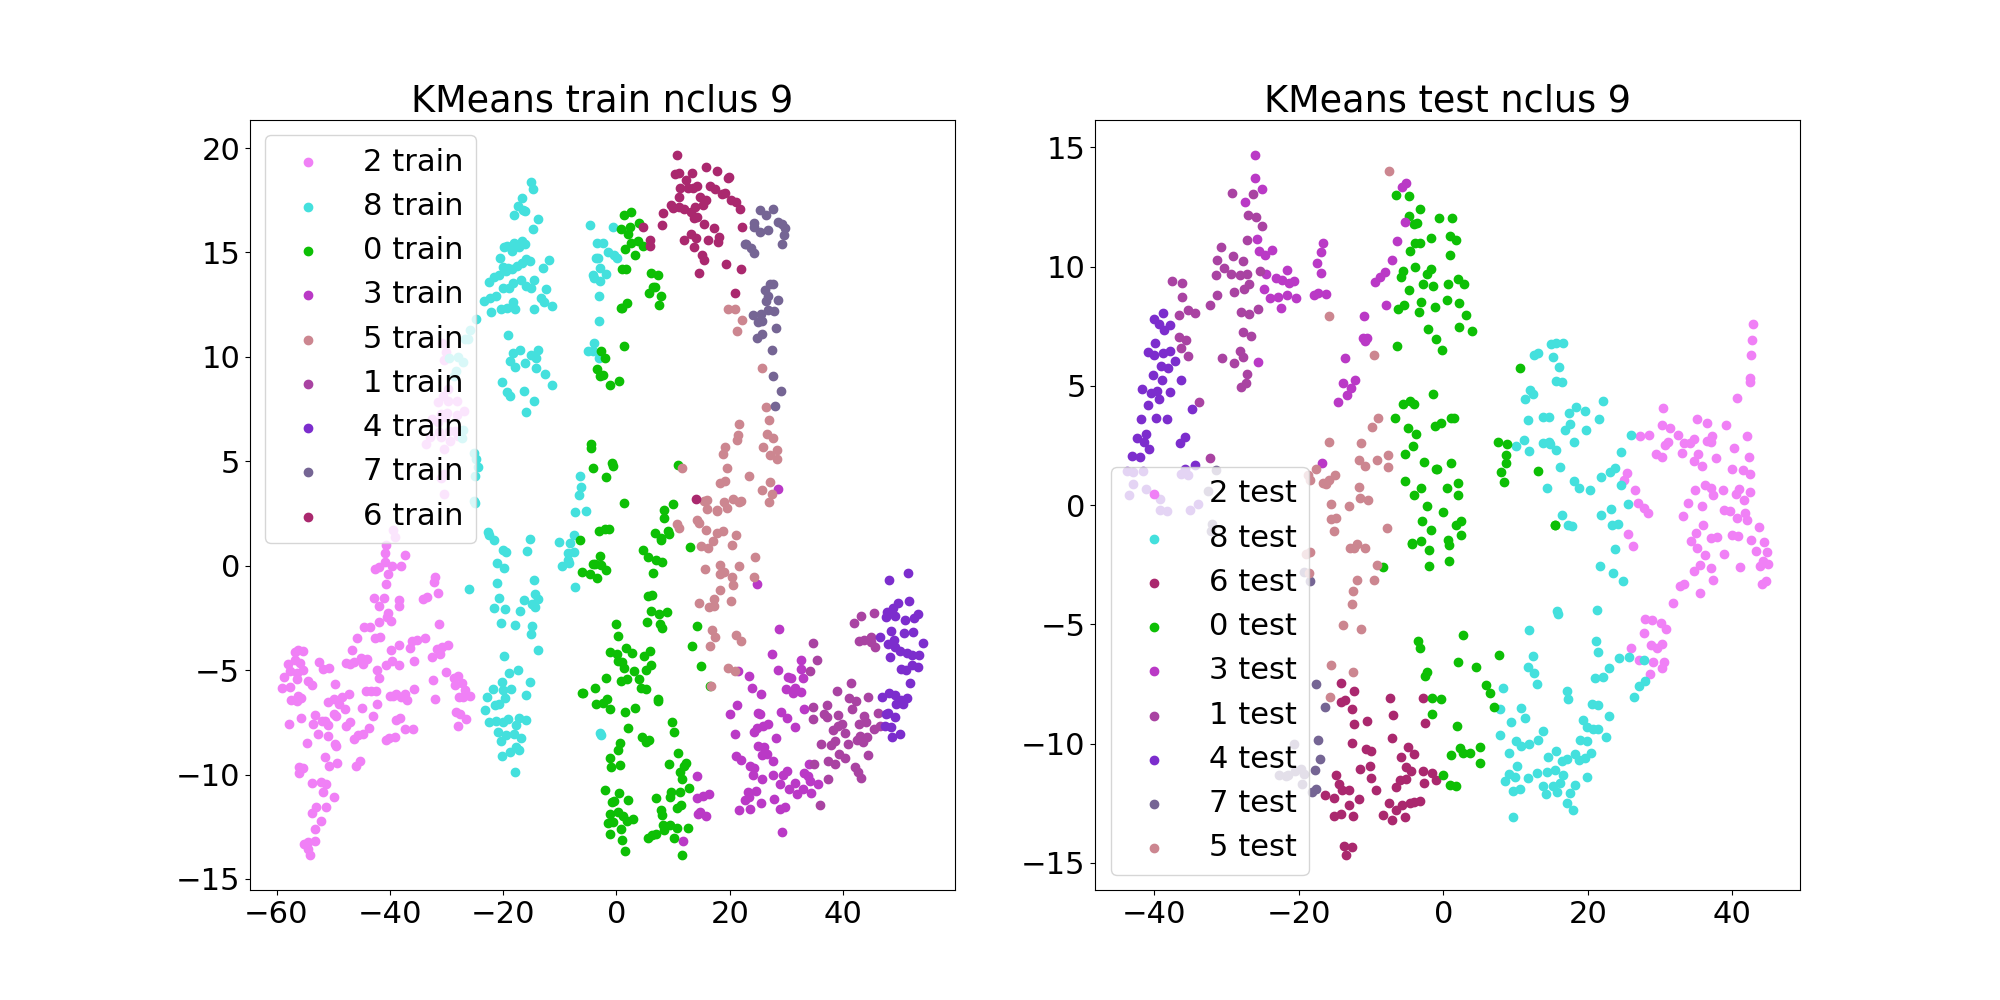 KMeans train nclus 9
20
15
10
5
0
−5
−10
−15
−60
−40
−20
0
20
40
2 train
8 train
0 train
3 train
5 train
1 train
4 train
7 train
6 train
KMeans test nclus 9
15
10
5
0
−5
−10
−15
−40
−20
0
20
40
2 test
8 test
6 test
0 test
3 test
1 test
4 test
7 test
5 test